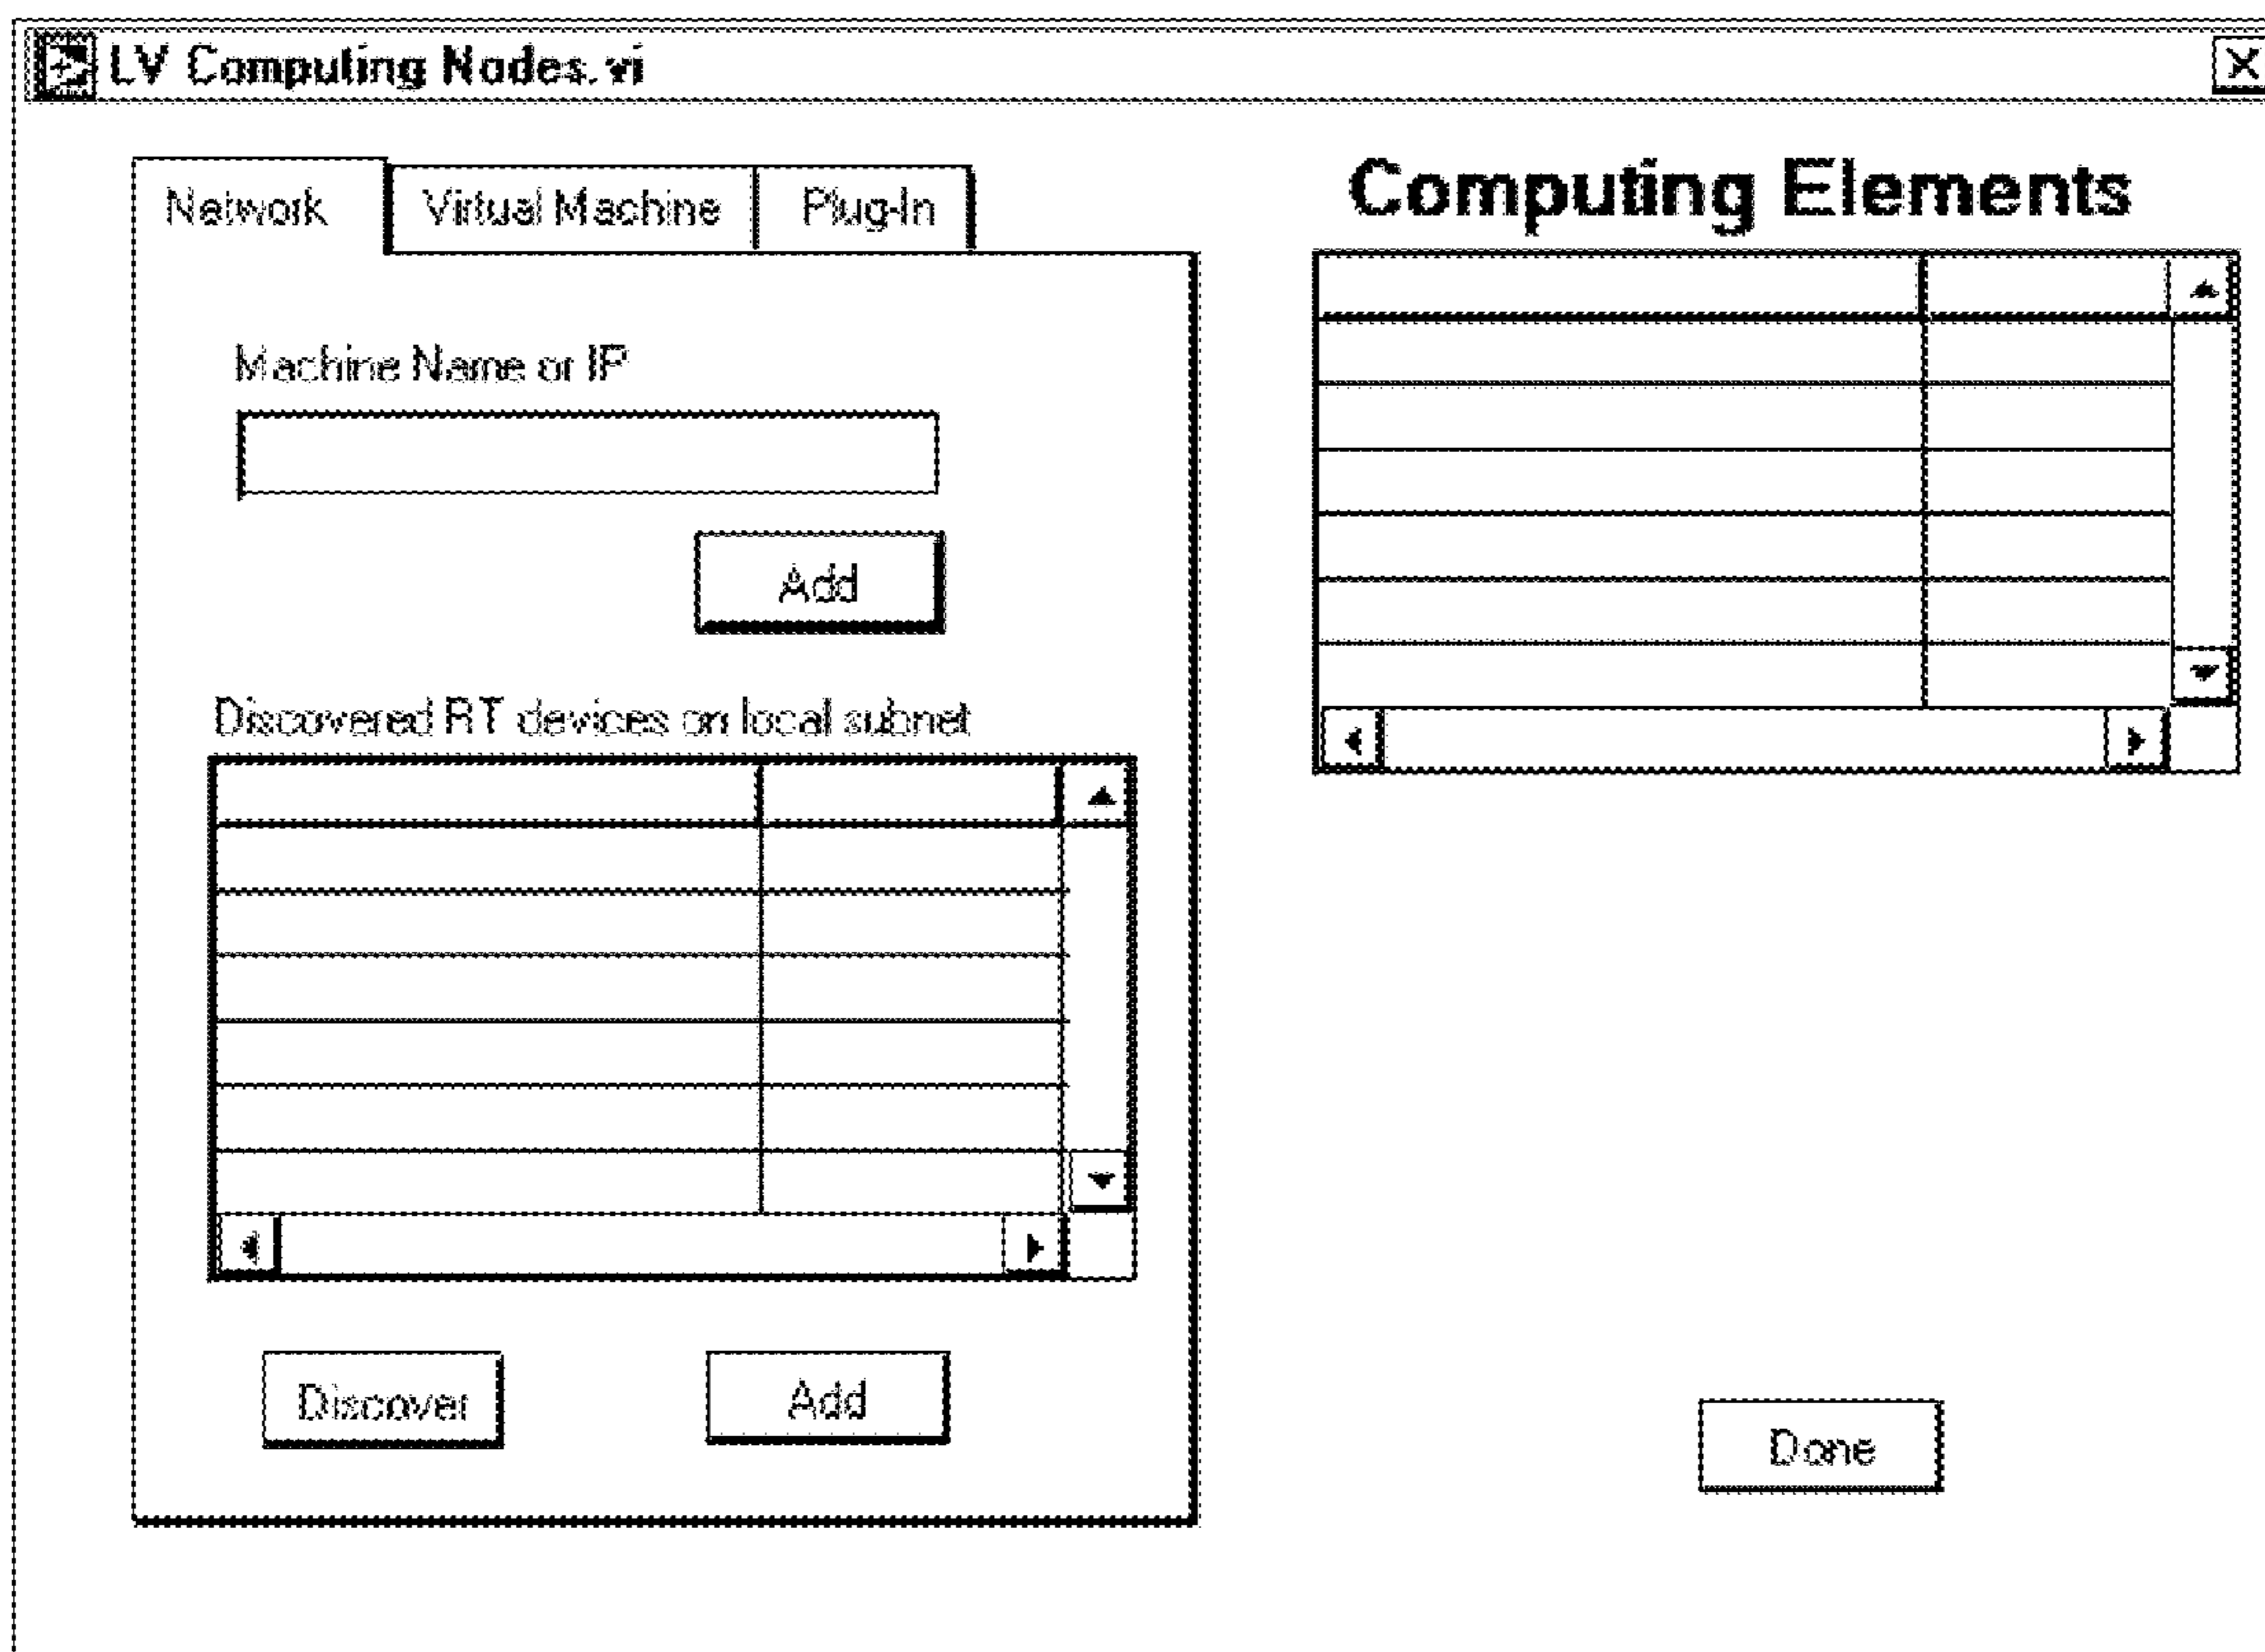 LV Computing Nodes.vi
Network Virtual Machine Plug-In
Machine Name or IP
Add
Discovered RT devices on local subnet
Discover Add
Computing Elements
Done